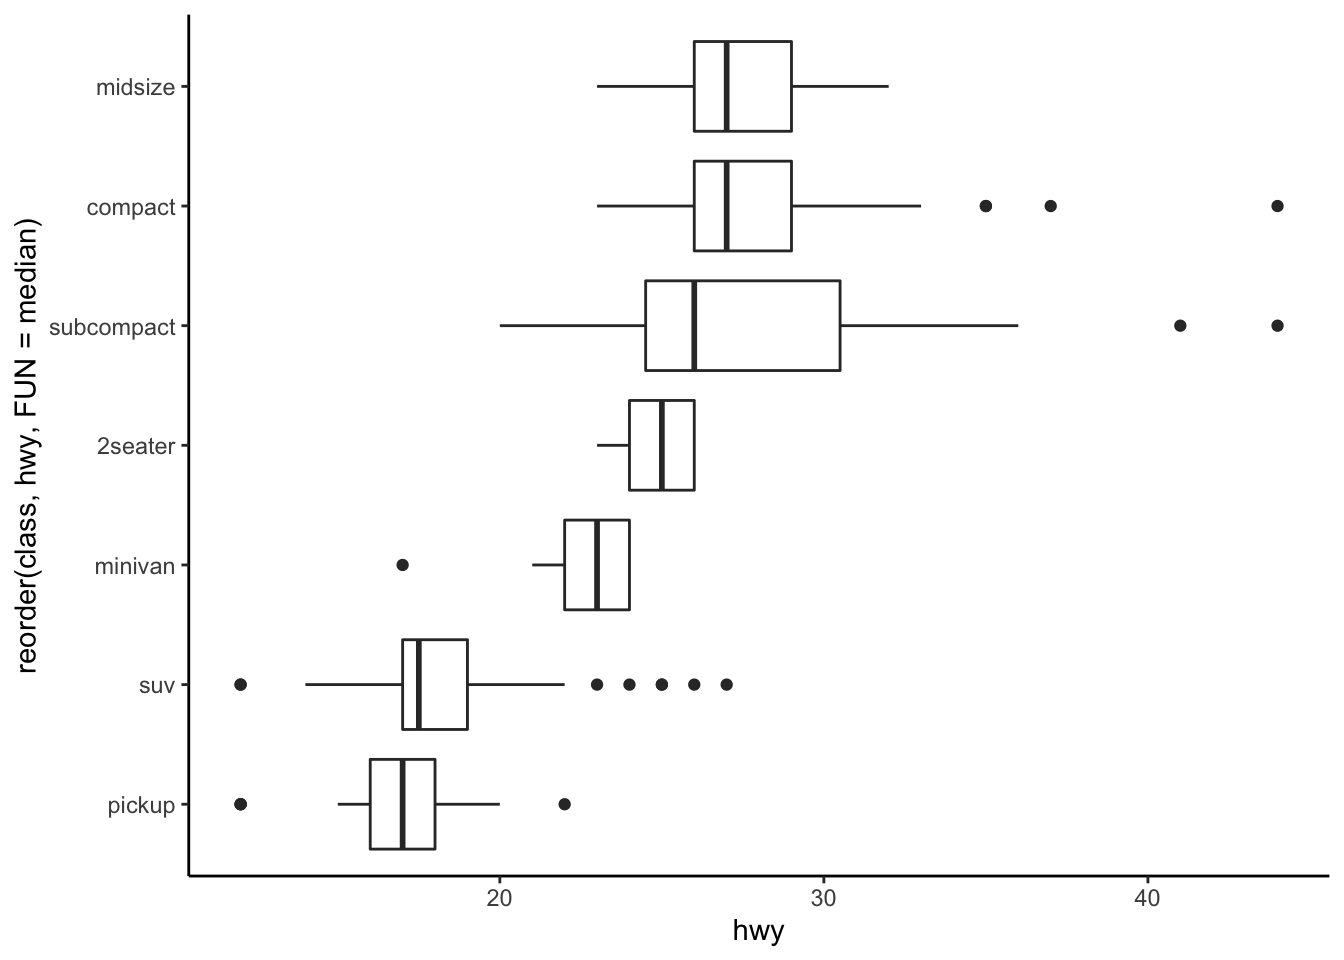 midsize
compact
subcompact
2seater
minivan
suv
pickup
reorder(class, hwy, FUN = median)
20 30 40
hwy